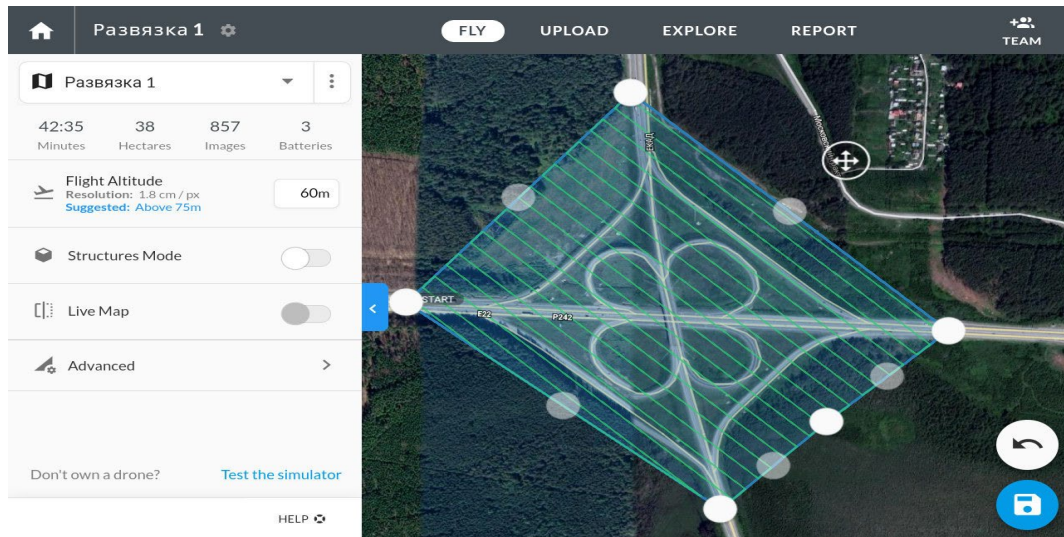 Развязка 1
FLY UPLOAD EXPLORE REPORT
TEAM
Развязка 1
42:35 38 857 3
Minutes Hectares Images Batteries
Flight Altitude
Resolution: 1.8 cm / px
Suggested: Above 75m
60m
Structures Mode
Live Map
Advanced
Don't own a drone? Test the simulator
HELP
START
E22
P242
ЕКАД